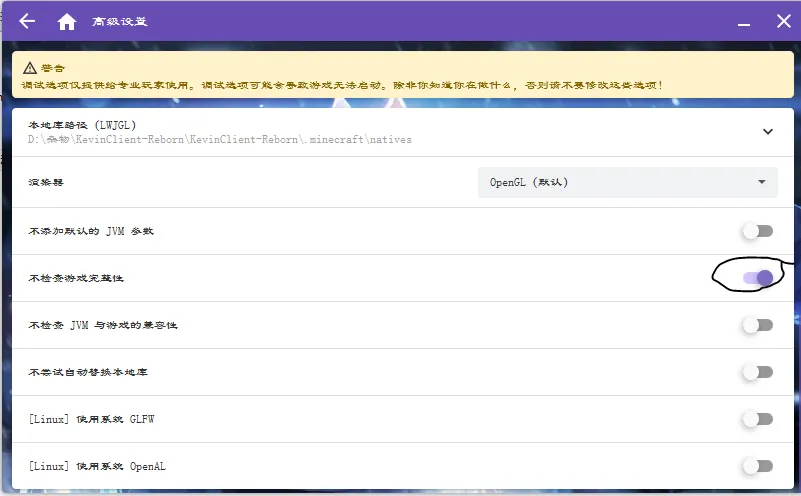 高级设置
警告
调试选项仅提供给专业玩家使用。调试选项可能会导致游戏无法启动。除非你知道你在做什么，否则请不要修改这些选项！
本地库路径 (LWJGL)
D:\杂物\KevinClient-Reborn\KevinClient-Reborn\.minecraft\natives
渲染器
OpenGL (默认)
不添加默认的 JVM 参数
不检查游戏完整性
不检查 JVM 与游戏的兼容性
不尝试自动替换本地库
[Linux] 使用系统 GLFW
[Linux] 使用系统 OpenAL